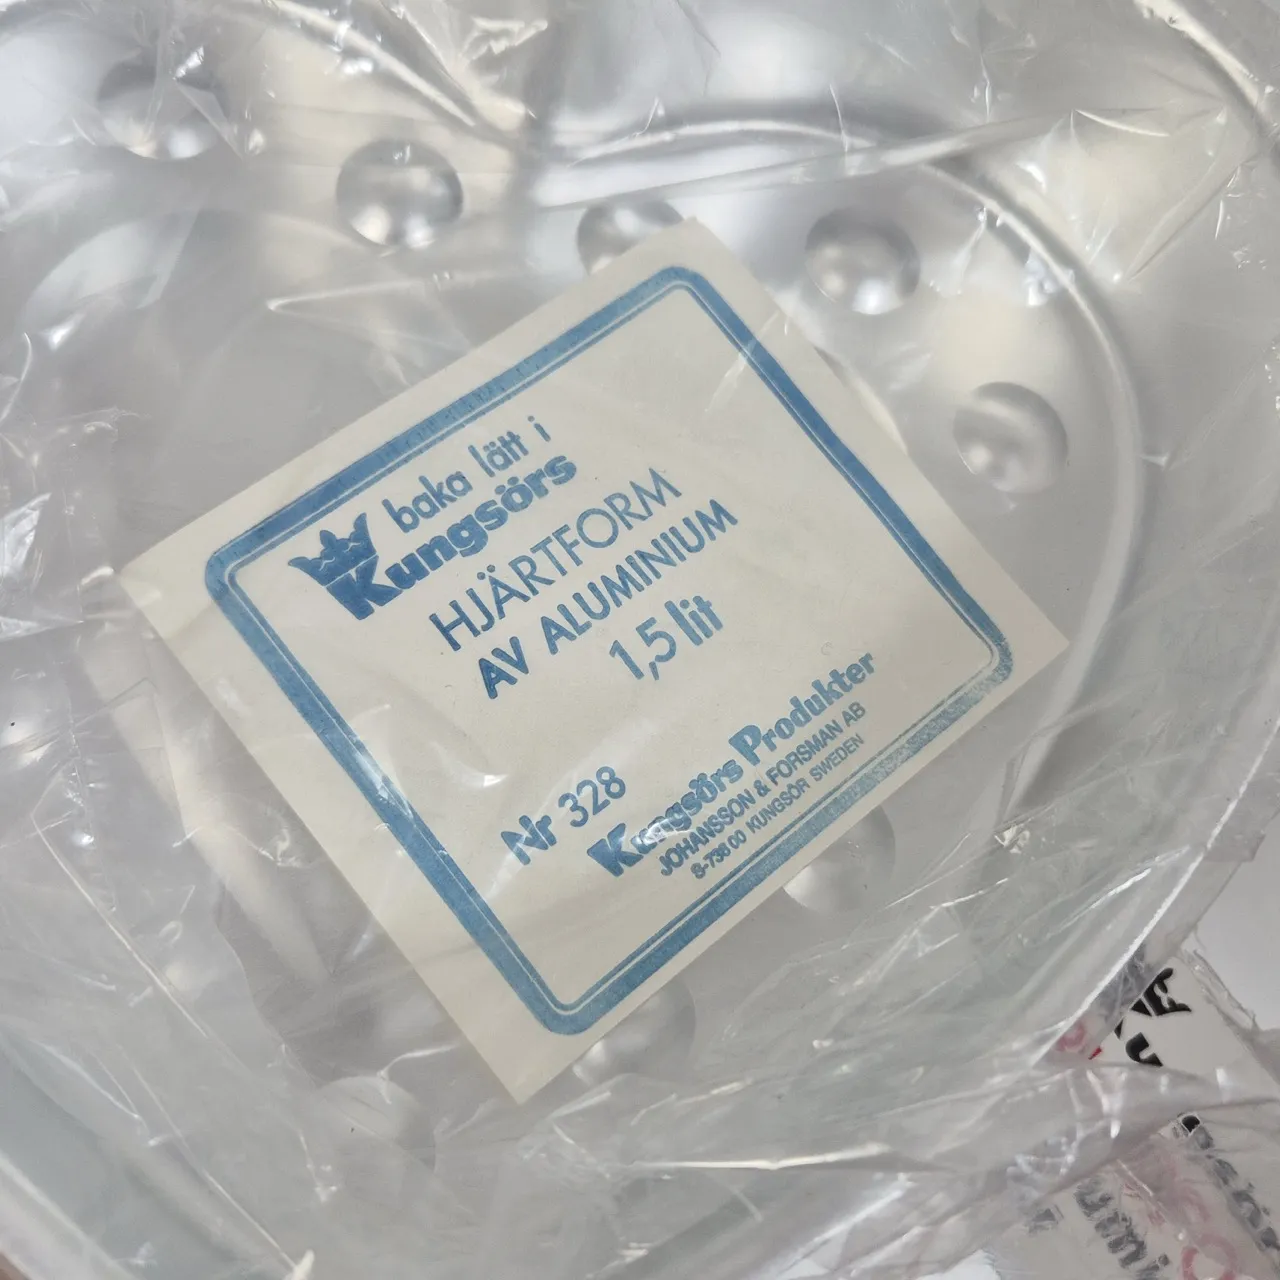 baka lätt i
Kungsörs
HJÄRTFORM
AV ALUMINIUM
1,5 lit
Nr 328
Kungsörs Produkter
JOHANSSON & FORSMAN AB
S-736 00 KUNGSÖR SWEDEN